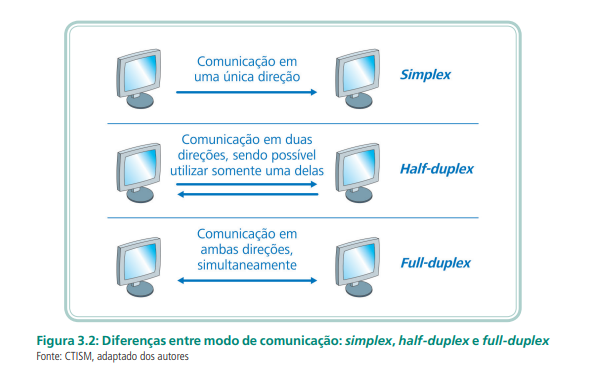 Comunicação em
uma única direção
Simplex
Comunicação em duas
direções, sendo possível
utilizar somente uma delas
Half-duplex
Comunicação em
ambas direções,
simultaneamente
Full-duplex
Figura 3.2: Diferenças entre modo de comunicação: simplex, half-duplex e full-duplex
Fonte: CTISM, adaptado dos autores